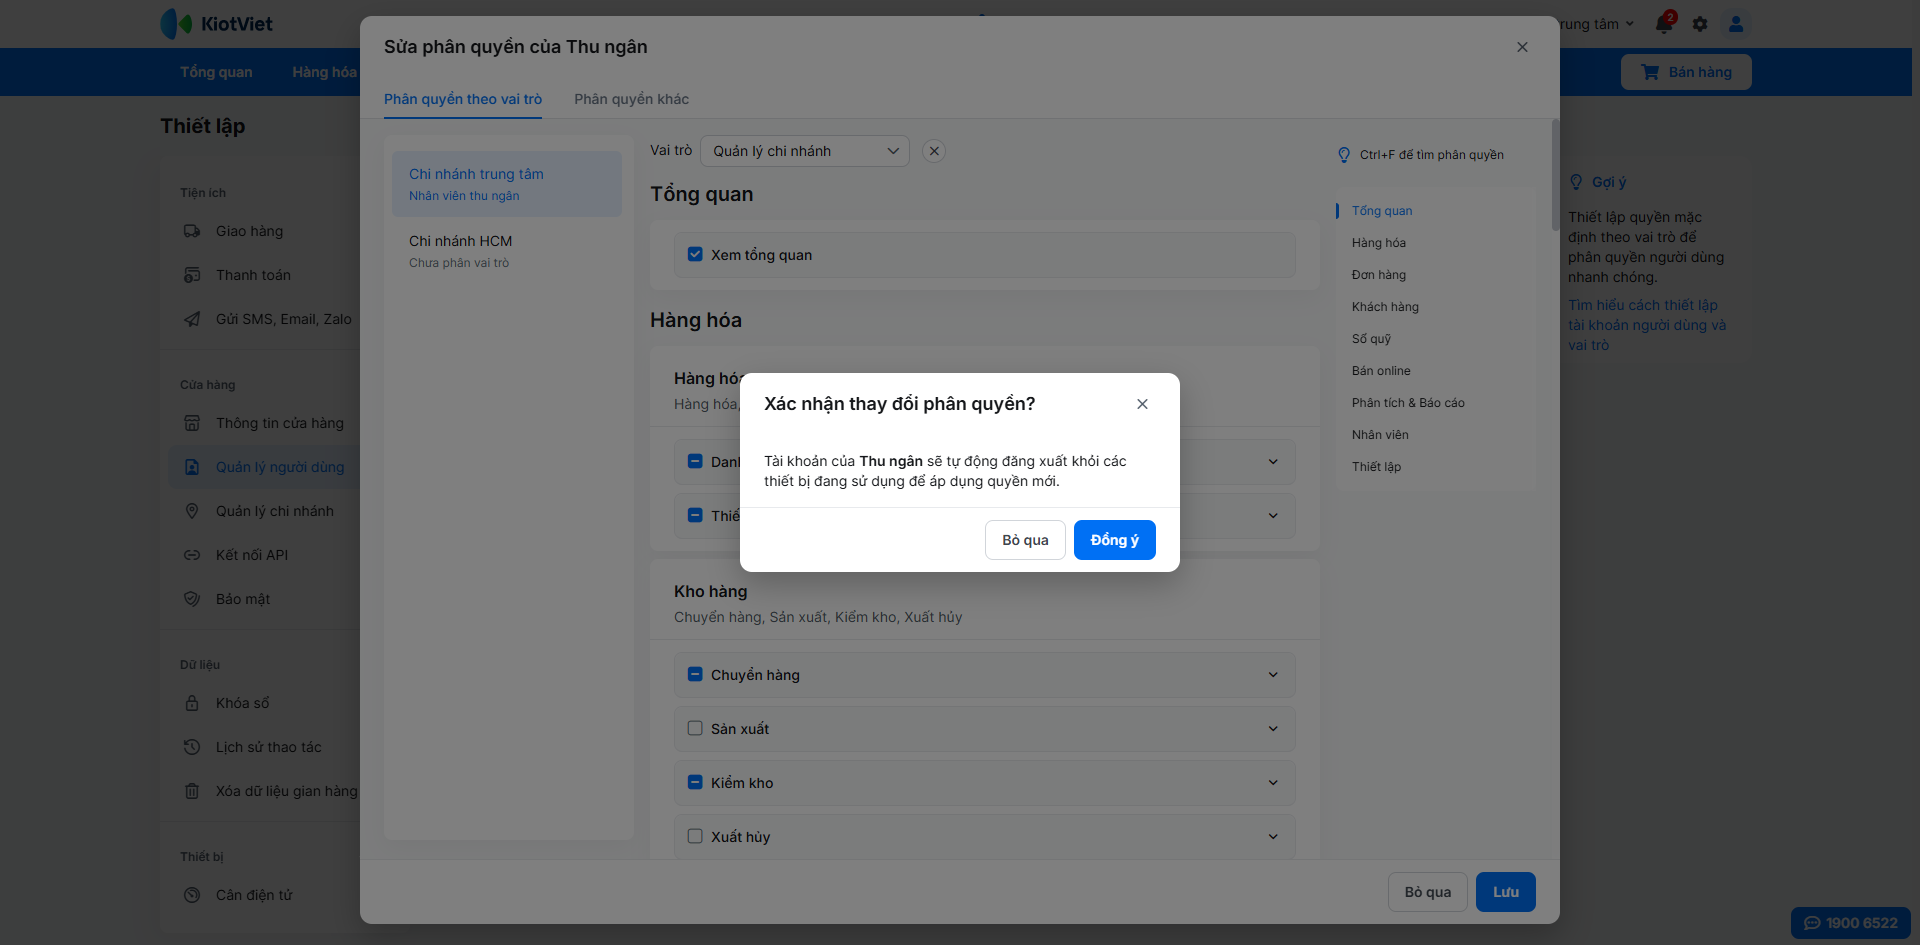 KiotViet
rung tâm
2
Tổng quan
Hàng hóa
Bán hàng
Thiết lập
Tiện ích
Giao hàng
Thanh toán
Gửi SMS, Email, Zalo
Cửa hàng
Thông tin cửa hàng
Quản lý người dùng
Quản lý chi nhánh
Kết nối API
Bảo mật
Dữ liệu
Khóa sổ
Lịch sử thao tác
Xóa dữ liệu gian hàng
Thiết bị
Cân điện tử
Sửa phân quyền của Thu ngân
Phân quyền theo vai trò
Phân quyền khác
Chi nhánh trung tâm
Nhân viên thu ngân
Chi nhánh HCM
Chưa phân vai trò
Vai trò
Quản lý chi nhánh
Tổng quan
Xem tổng quan
Hàng hóa
Hàng hóa
Hàng hóa,
Danh
Thiế
Kho hàng
Chuyển hàng, Sản xuất, Kiểm kho, Xuất hủy
Chuyển hàng
Sản xuất
Kiểm kho
Xuất hủy
Ctrl+F để tìm phân quyền
Tổng quan
Hàng hóa
Đơn hàng
Khách hàng
Sổ quỹ
Bán online
Phân tích & Báo cáo
Nhân viên
Thiết lập
Bỏ qua
Lưu
Xác nhận thay đổi phân quyền?
Tài khoản của Thu ngân sẽ tự động đăng xuất khỏi các
thiết bị đang sử dụng để áp dụng quyền mới.
Bỏ qua
Đồng ý
Gợi ý
Thiết lập quyền mặc
định theo vai trò để
phân quyền người dùng
nhanh chóng.
Tìm hiểu cách thiết lập
tài khoản người dùng và
vai trò
1900 6522